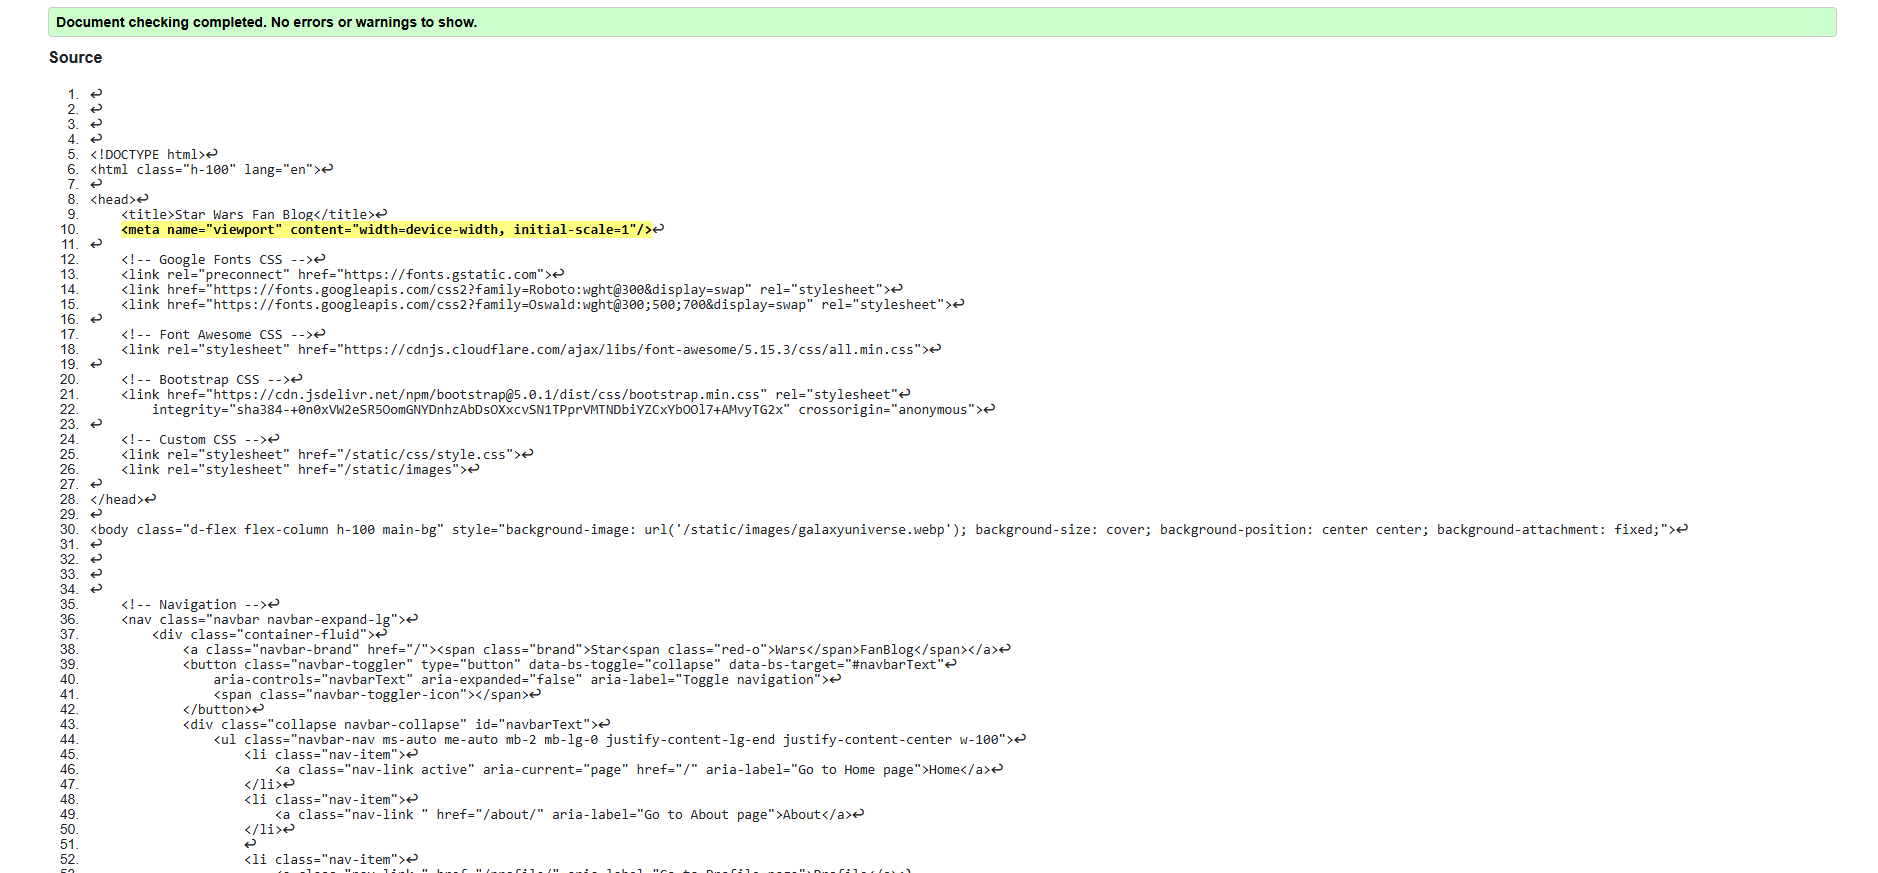 Document checking completed. No errors or warnings to show.
Source
1. ↩
2. ↩
3. ↩
4. ↩
5. <!DOCTYPE html>↩
6. <html class="h-100" lang="en">↩
7. ↩
8. <head>↩
9. <title>Star Wars Fan Blog</title>↩
10. <meta name="viewport" content="width=device-width, initial-scale=1"/>↩
11. ↩
12. <!-- Google Fonts CSS -->↩
13. <link rel="preconnect" href="https://fonts.gstatic.com">↩
14. <link href="https://fonts.googleapis.com/css2?family=Roboto:wght@300&display=swap" rel="stylesheet">↩
15. <link href="https://fonts.googleapis.com/css2?family=Oswald:wght@300;500;700&display=swap" rel="stylesheet">↩
16. ↩
17. <!-- Font Awesome CSS -->↩
18. <link rel="stylesheet" href="https://cdnjs.cloudflare.com/ajax/libs/font-awesome/5.15.3/css/all.min.css">↩
19. ↩
20. <!-- Bootstrap CSS -->↩
21. <link href="https://cdn.jsdelivr.net/npm/bootstrap@5.0.1/dist/css/bootstrap.min.css" rel="stylesheet"↩
22. integrity="sha384-+0n0xVW2eSR5OomGNYDnhzAbDsOXxcvSN1TPprVMTNDbiYZCxYbOOl7+AMvyTG2x" crossorigin="anonymous">↩
23. ↩
24. <!-- Custom CSS -->↩
25. <link rel="stylesheet" href="/static/css/style.css">↩
26. <link rel="stylesheet" href="/static/images">↩
27. ↩
28. </head>↩
29. ↩
30. <body class="d-flex flex-column h-100 main-bg" style="background-image: url('/static/images/galaxyuniverse.webp'); background-size: cover; background-position: center center; background-attachment: fixed;">↩
31. ↩
32. ↩
33. ↩
34. ↩
35. <!-- Navigation -->↩
36. <nav class="navbar navbar-expand-lg">↩
37. <div class="container-fluid">↩
38. <a class="navbar-brand" href="/"><span class="brand">Star<span class="red-o">Wars</span>FanBlog</span></a>↩
39. <button class="navbar-toggler" type="button" data-bs-toggle="collapse" data-bs-target="#navbarText"↩
40. aria-controls="navbarText" aria-expanded="false" aria-label="Toggle navigation">↩
41. <span class="navbar-toggler-icon"></span>↩
42. </button>↩
43. <div class="collapse navbar-collapse" id="navbarText">↩
44. <ul class="navbar-nav ms-auto me-auto mb-2 mb-lg-0 justify-content-lg-end justify-content-center w-100">↩
45. <li class="nav-item">↩
46. <a class="nav-link active" aria-current="page" href="/" aria-label="Go to Home page">Home</a>↩
47. </li>↩
48. <li class="nav-item">↩
49. <a class="nav-link " href="/about/" aria-label="Go to About page">About</a>↩
50. </li>↩
51. ↩
52. <li class="nav-item">↩
53. <a class="nav-link " href="/profile/" aria-label="Go to Profile page">Profile</a>↩